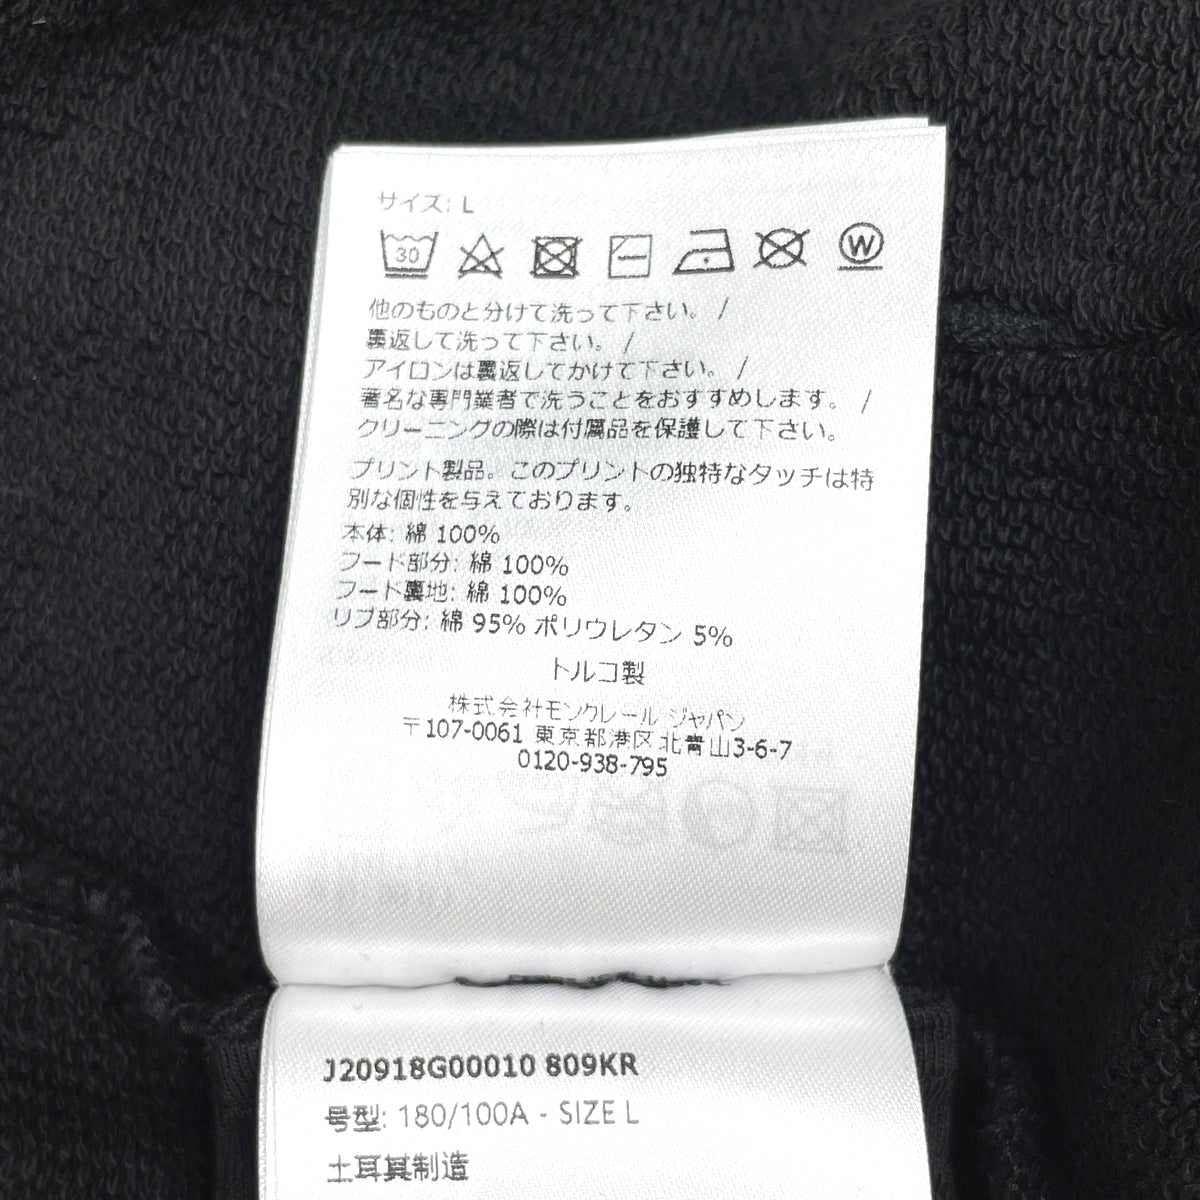 サイズ: L
30
W
他のものと分けて洗って下さい。 /
裏返して洗って下さい。 /
アイロンは裏返してかけて下さい。 /
著名な専門業者で洗うことをおすすめします。 /
クリーニングの際は付属品を保護して下さい。
プリント製品。このプリントの独特なタッチは特
別な個性を与えております。
本体: 綿 100%
フード部分: 綿 100%
フード裏地: 綿 100%
リブ部分: 綿 95% ポリウレタン 5%
トルコ製
株式会社モンクレール ジャパン
〒107-0061 東京都港区北青山3-6-7
0120-938-795
J20918G00010 809KR
号型: 180/100A - SIZE L
土耳其制造